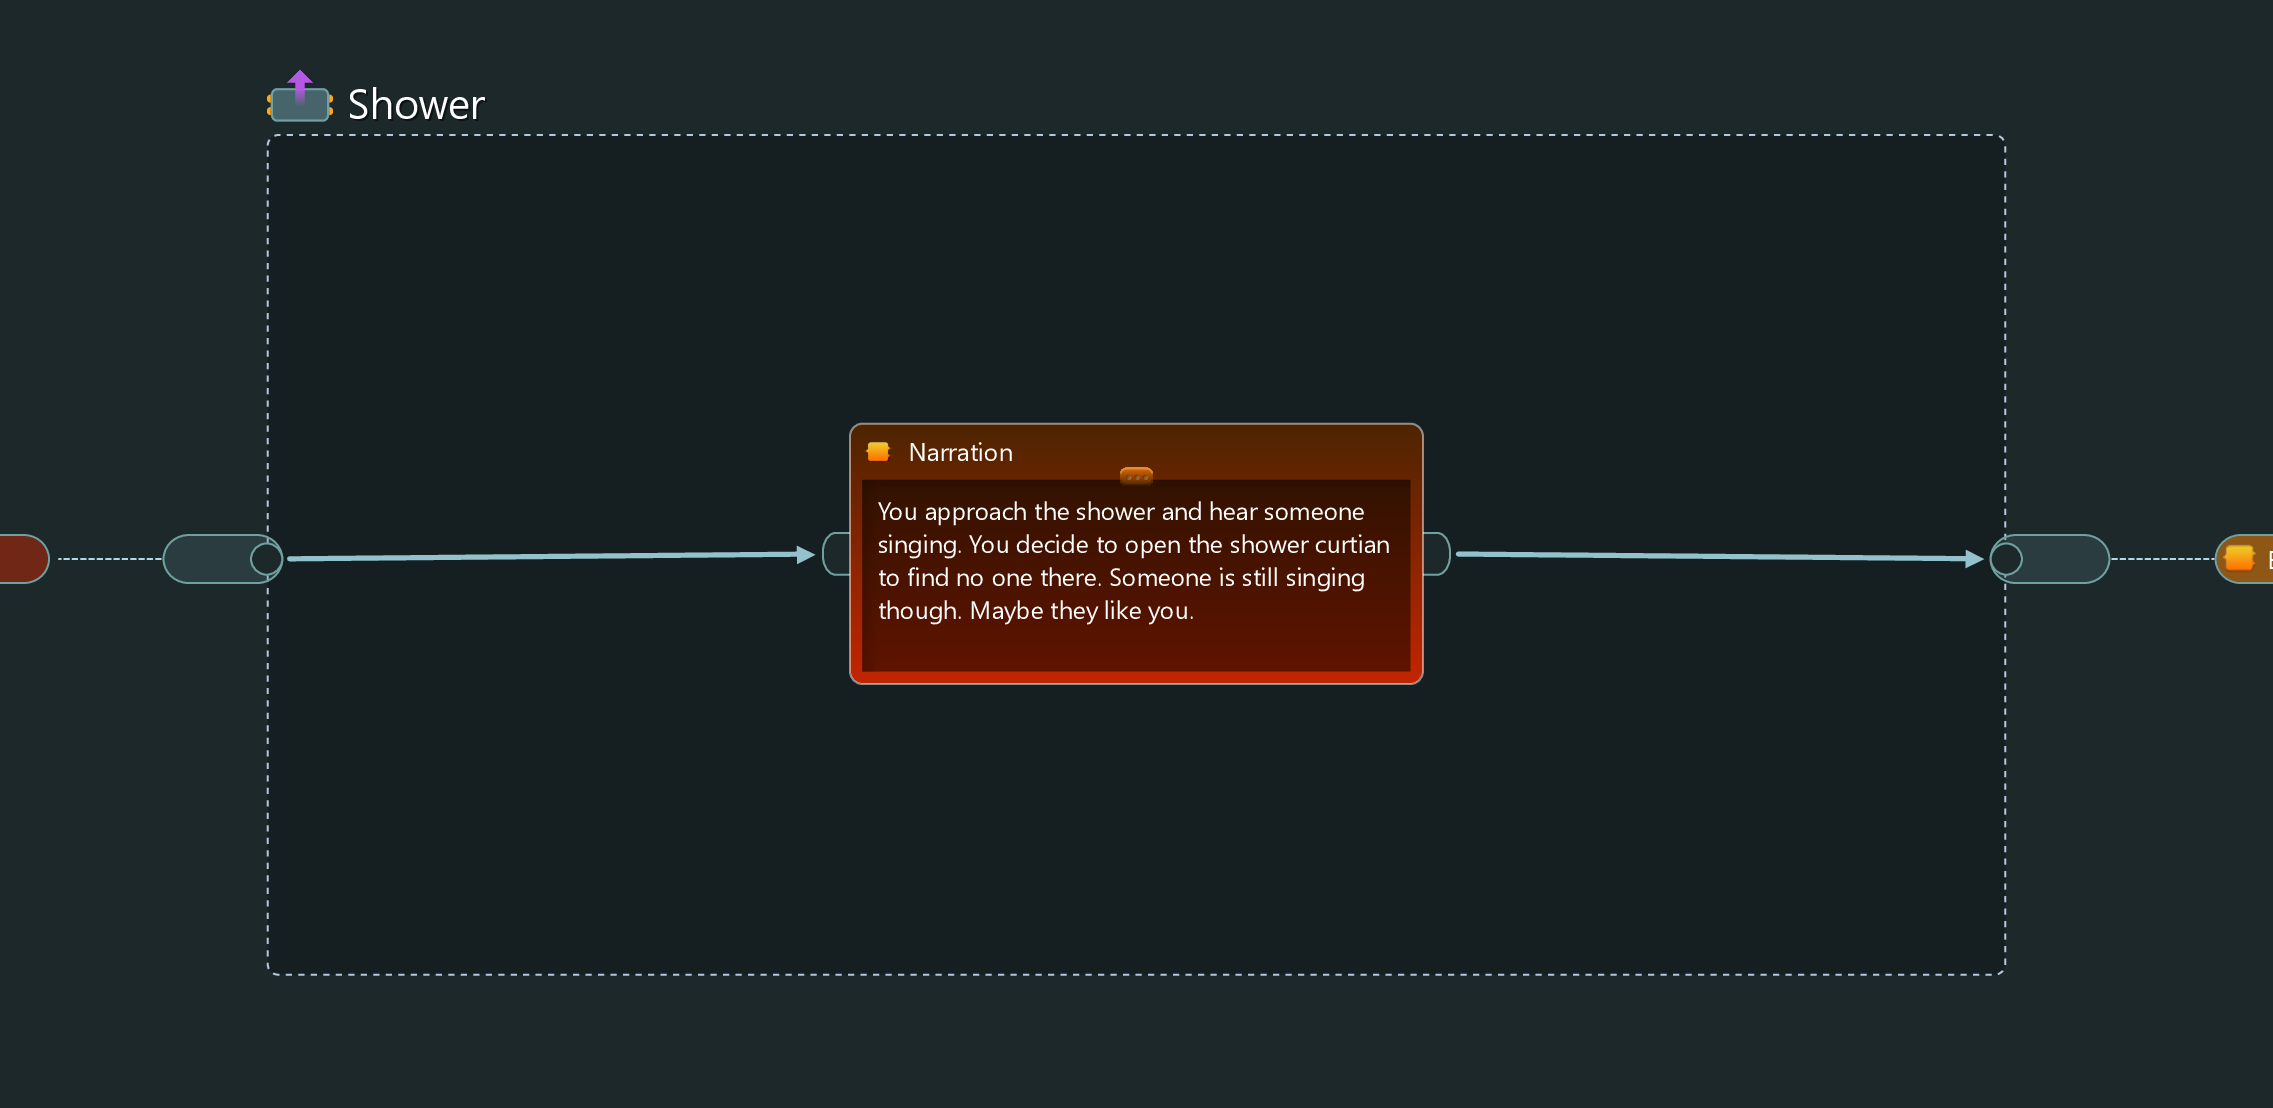 Shower
Narration
You approach the shower and hear someone
singing. You decide to open the shower curtian
to find no one there. Someone is still singing
though. Maybe they like you.